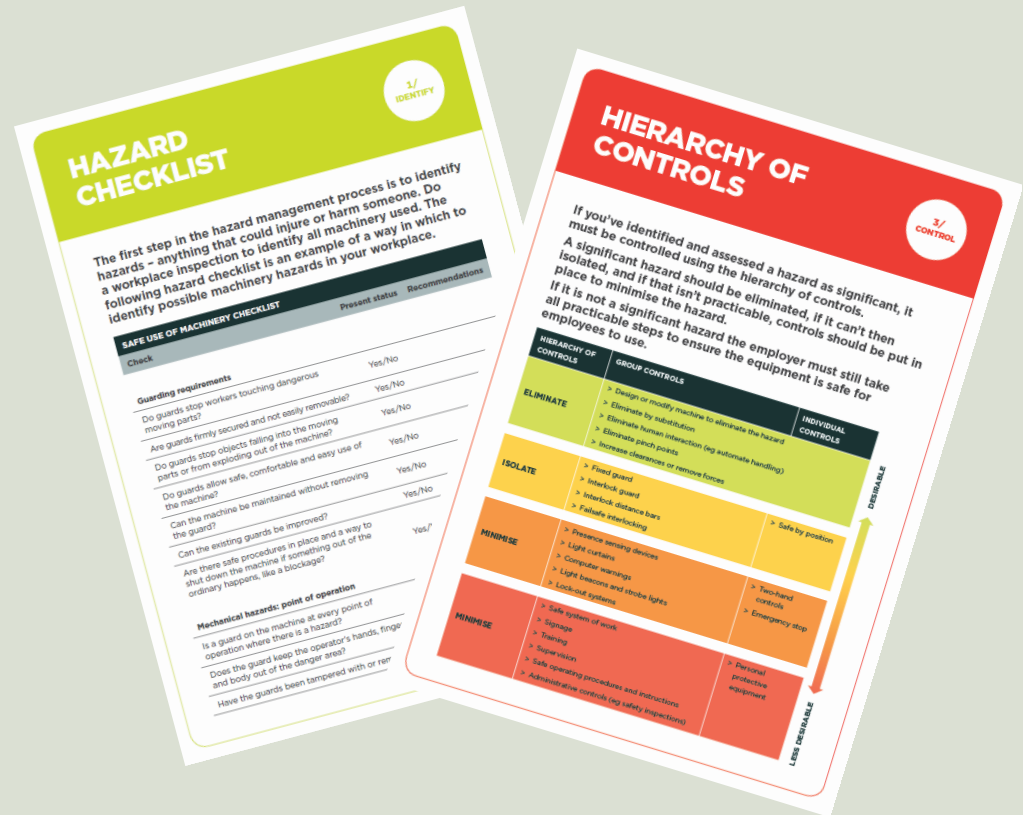 HAZARD
CHECKLIST
1/
IDENTIFY
The first step in the hazard management process is to identify
hazards – anything that could injure or harm someone. Do
a workplace inspection to identify all machinery used. The
following hazard checklist is an example of a way in which to
identify possible machinery hazards in your workplace.
SAFE USE OF MACHINERY CHECKLIST
Check Present status Recommendations
Guarding requirements
Do guards stop workers touching dangerous
moving parts?
Yes/No
Are guards firmly secured and not easily removable?
Yes/No
Do guards stop objects falling into the moving
parts or from exploding out of the machine?
Yes/No
Do guards allow safe, comfortable and easy use of
the machine?
Yes/No
Can the machine be maintained without removing
the guard?
Yes/No
Can the existing guards be improved?
Yes/No
Are there safe procedures in place and a way to
shut down the machine if something out of the
ordinary happens, like a blockage?
Yes/
Mechanical hazards: point of operation
Is a guard on the machine at every point of
operation where there is a hazard?
Does the guard keep the operator's hands, finge
and body out of the danger area?
Have the guards been tampered with or rem
HIERARCHY OF
CONTROLS
3/
CONTROL
If you've identified and assessed a hazard as significant, it
must be controlled using the hierarchy of controls.
A significant hazard should be eliminated, if it can't then
isolated, and if that isn't practicable, controls should be put in
place to minimise the hazard.
If it is not a significant hazard the employer must still take
all practicable steps to ensure the equipment is safe for
employees to use.
HIERARCHY OF
CONTROLS
GROUP CONTROLS
INDIVIDUAL
CONTROLS
ELIMINATE
> Design or modify machine to eliminate the hazard
> Eliminate by substitution
> Eliminate human interaction (eg automate handling)
> Eliminate pinch points
> Increase clearances or remove forces
ISOLATE
> Fixed guard
> Interlock guard
> Interlock distance bars
> Failsafe interlocking
> Safe by position
MINIMISE
> Presence sensing devices
> Light curtains
> Computer warnings
> Light beacons and strobe lights
> Lock-out systems
> Two-hand
controls
> Emergency stop
MINIMISE
> Safe system of work
> Signage
> Training
> Supervision
> Safe operating procedures and instructions
> Administrative controls (eg safety inspections)
> Personal
protective
equipment
DESIRABLE
LESS DESIRABLE